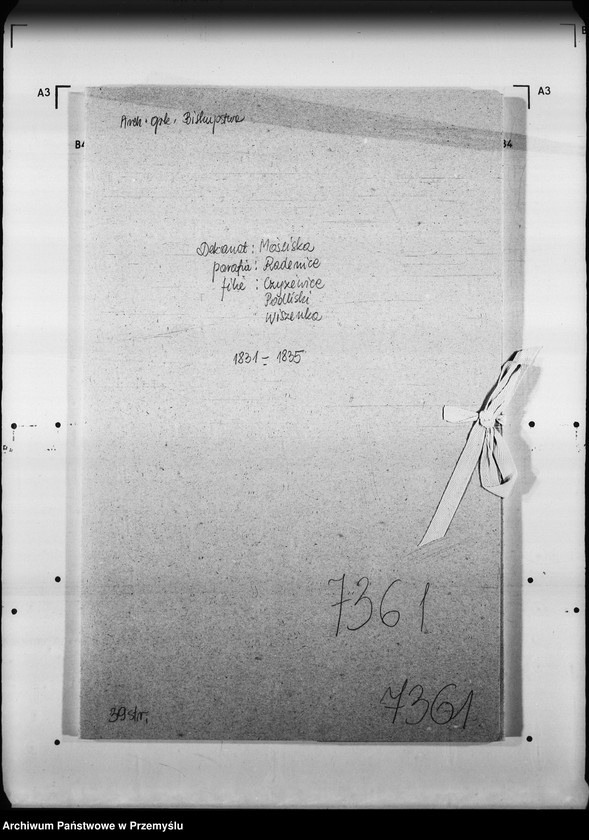 A3
A3
B4
B4
Arch. gr.k. Biskupstwa
Dekanat: Mościska
parafia: Radenice
filie: Czyżewice
Podliski
Wiszenka
1831 - 1835
7361
7361
39 str.
Archiwum Państwowe w Przemyślu